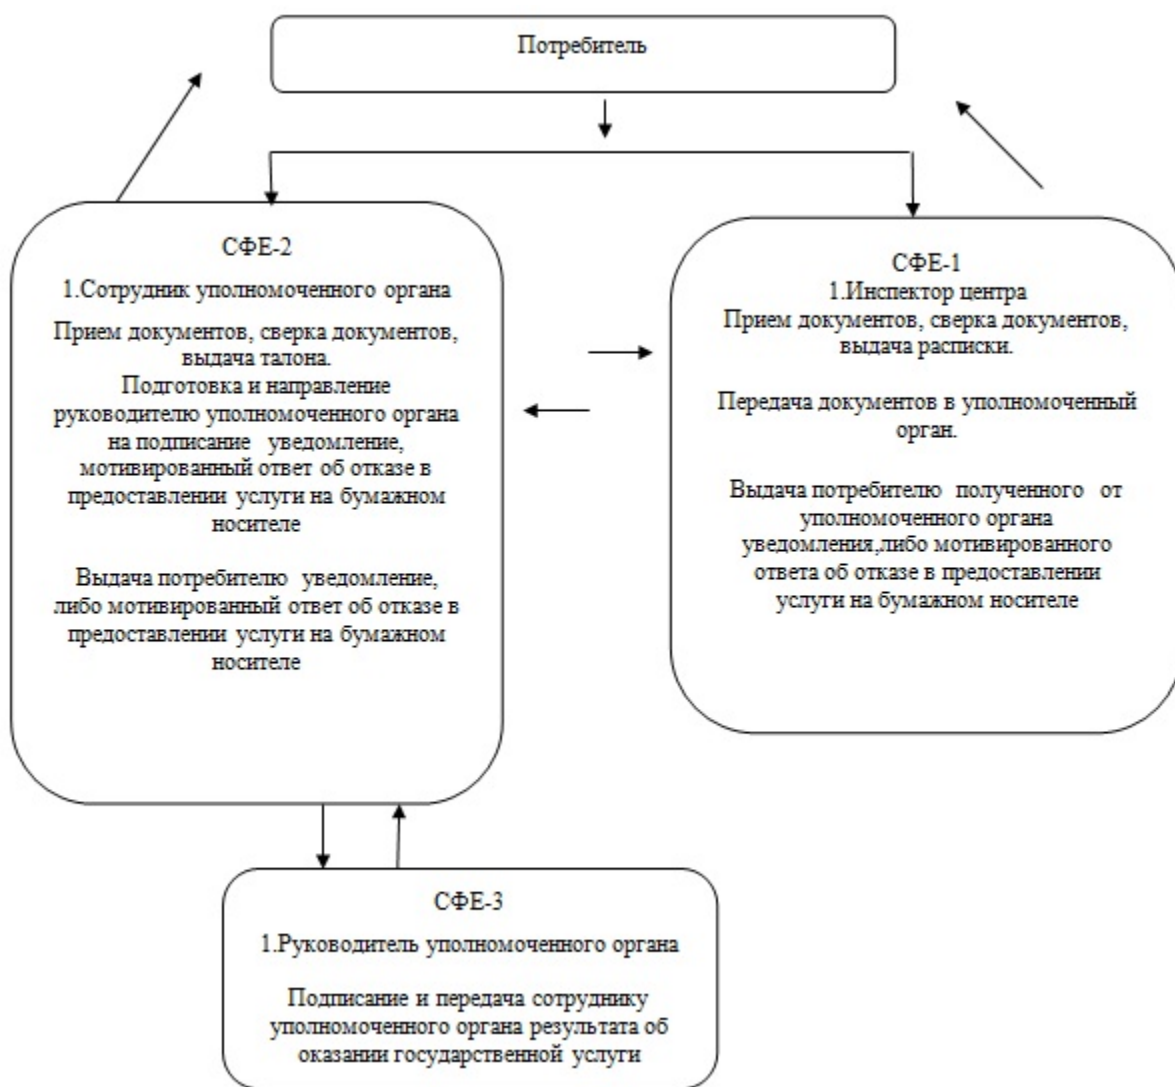 Потребитель
СФЕ-2
1.Сотрудник уполномоченного органа
Прием документов, сверка документов,
выдача талона.
Подготовка и направление
руководителю уполномоченного органа
на подписание уведомление,
мотивированный ответ об отказе в
предоставлении услуги на бумажном
носителе
Выдача потребителю уведомление,
либо мотивированный ответ об отказе в
предоставлении услуги на бумажном
носителе
СФЕ-1
1.Инспектор центра
Прием документов, сверка документов,
выдача расписки.
Передача документов в уполномоченный
орган.
Выдача потребителю полученного от
уполномоченного органа
уведомления,либо мотивированного
ответа об отказе в предоставлении
услуги на бумажном носителе
СФЕ-3
1.Руководитель уполномоченного органа
Подписание и передача сотруднику
уполномоченного органа результата об
оказании государственной услуги